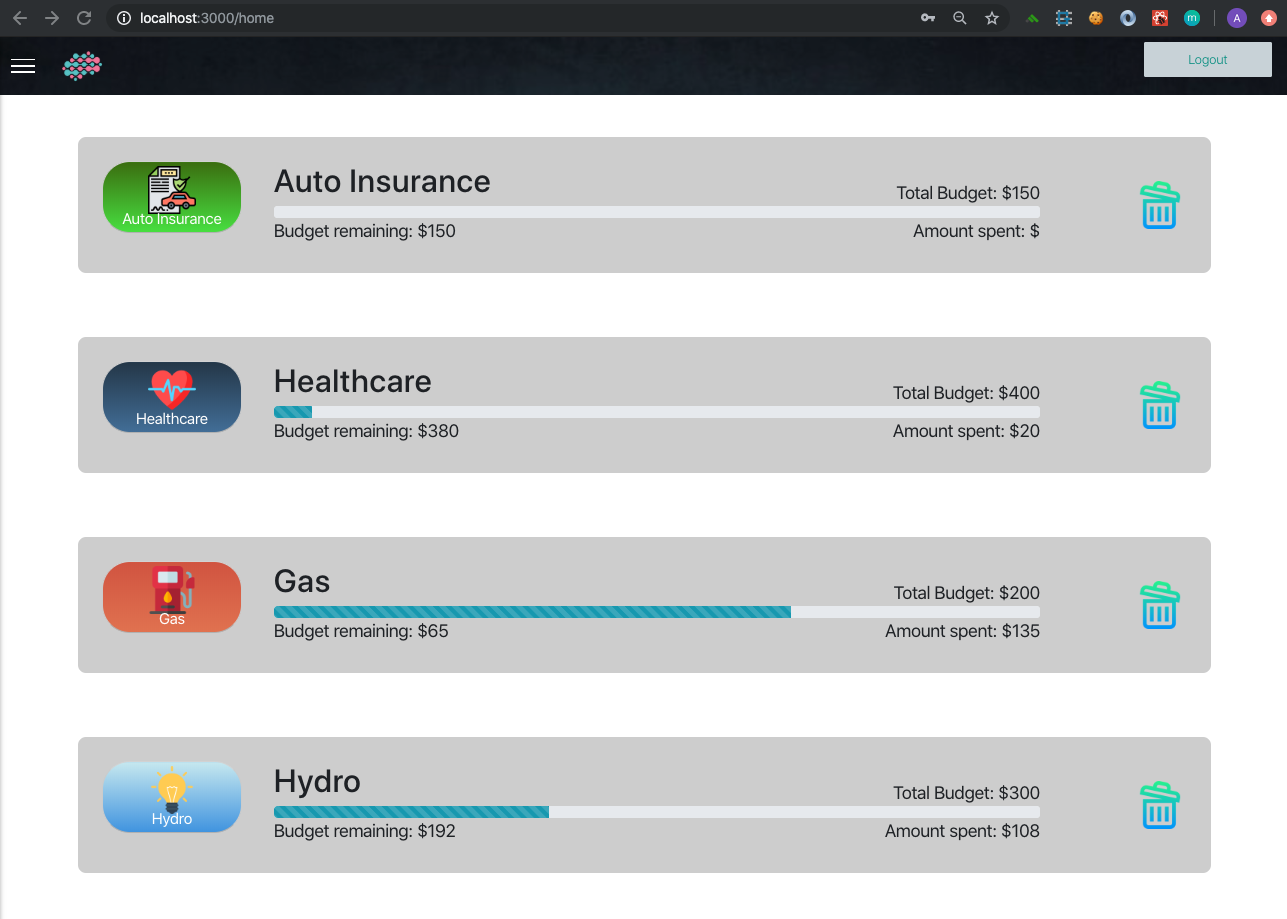 localhost:3000/home
m
A
Logout
Auto Insurance
Auto Insurance
Total Budget: $150
Budget remaining: $150
Amount spent: $
Healthcare
Healthcare
Total Budget: $400
Budget remaining: $380
Amount spent: $20
Gas
Gas
Total Budget: $200
Budget remaining: $65
Amount spent: $135
Hydro
Hydro
Total Budget: $300
Budget remaining: $192
Amount spent: $108